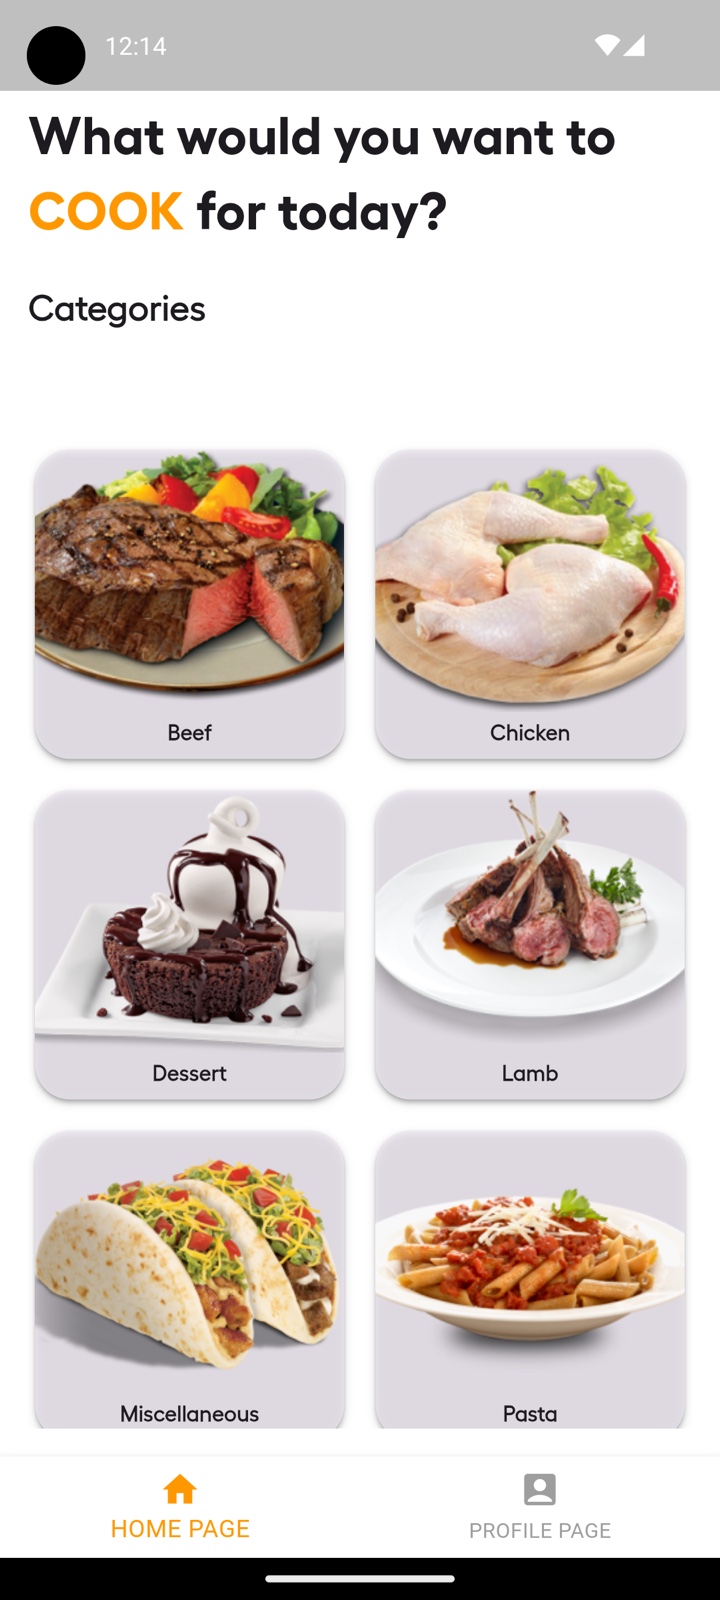 12:14
What would you want to
COOK for today?
Categories
Beef
Chicken
Dessert
Lamb
Miscellaneous
Pasta
HOME PAGE
PROFILE PAGE